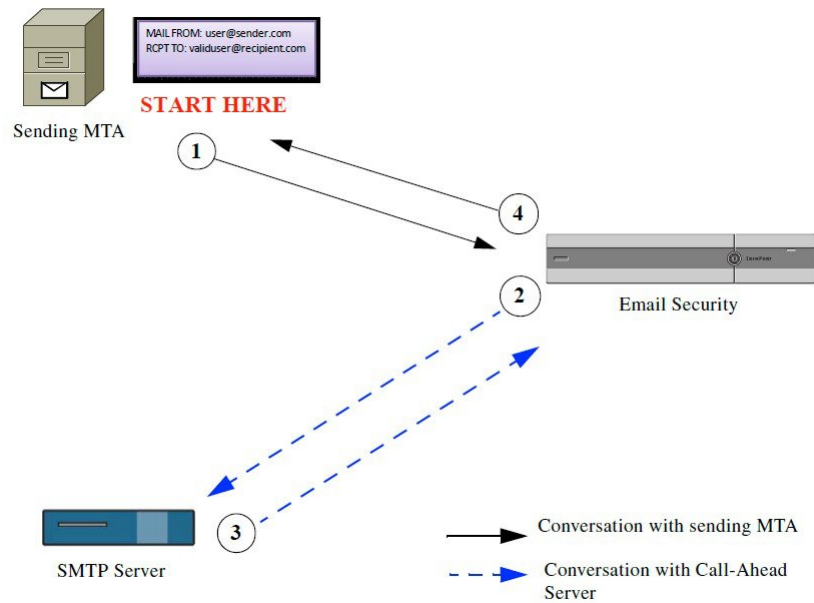 MAIL FROM: user@sender.com
RCPT TO: validuser@recipient.com
START HERE
Sending MTA
1
4
2
IRONPORT
Email Security
3
SMTP Server
Conversation with sending MTA
Conversation with Call-Ahead
Server